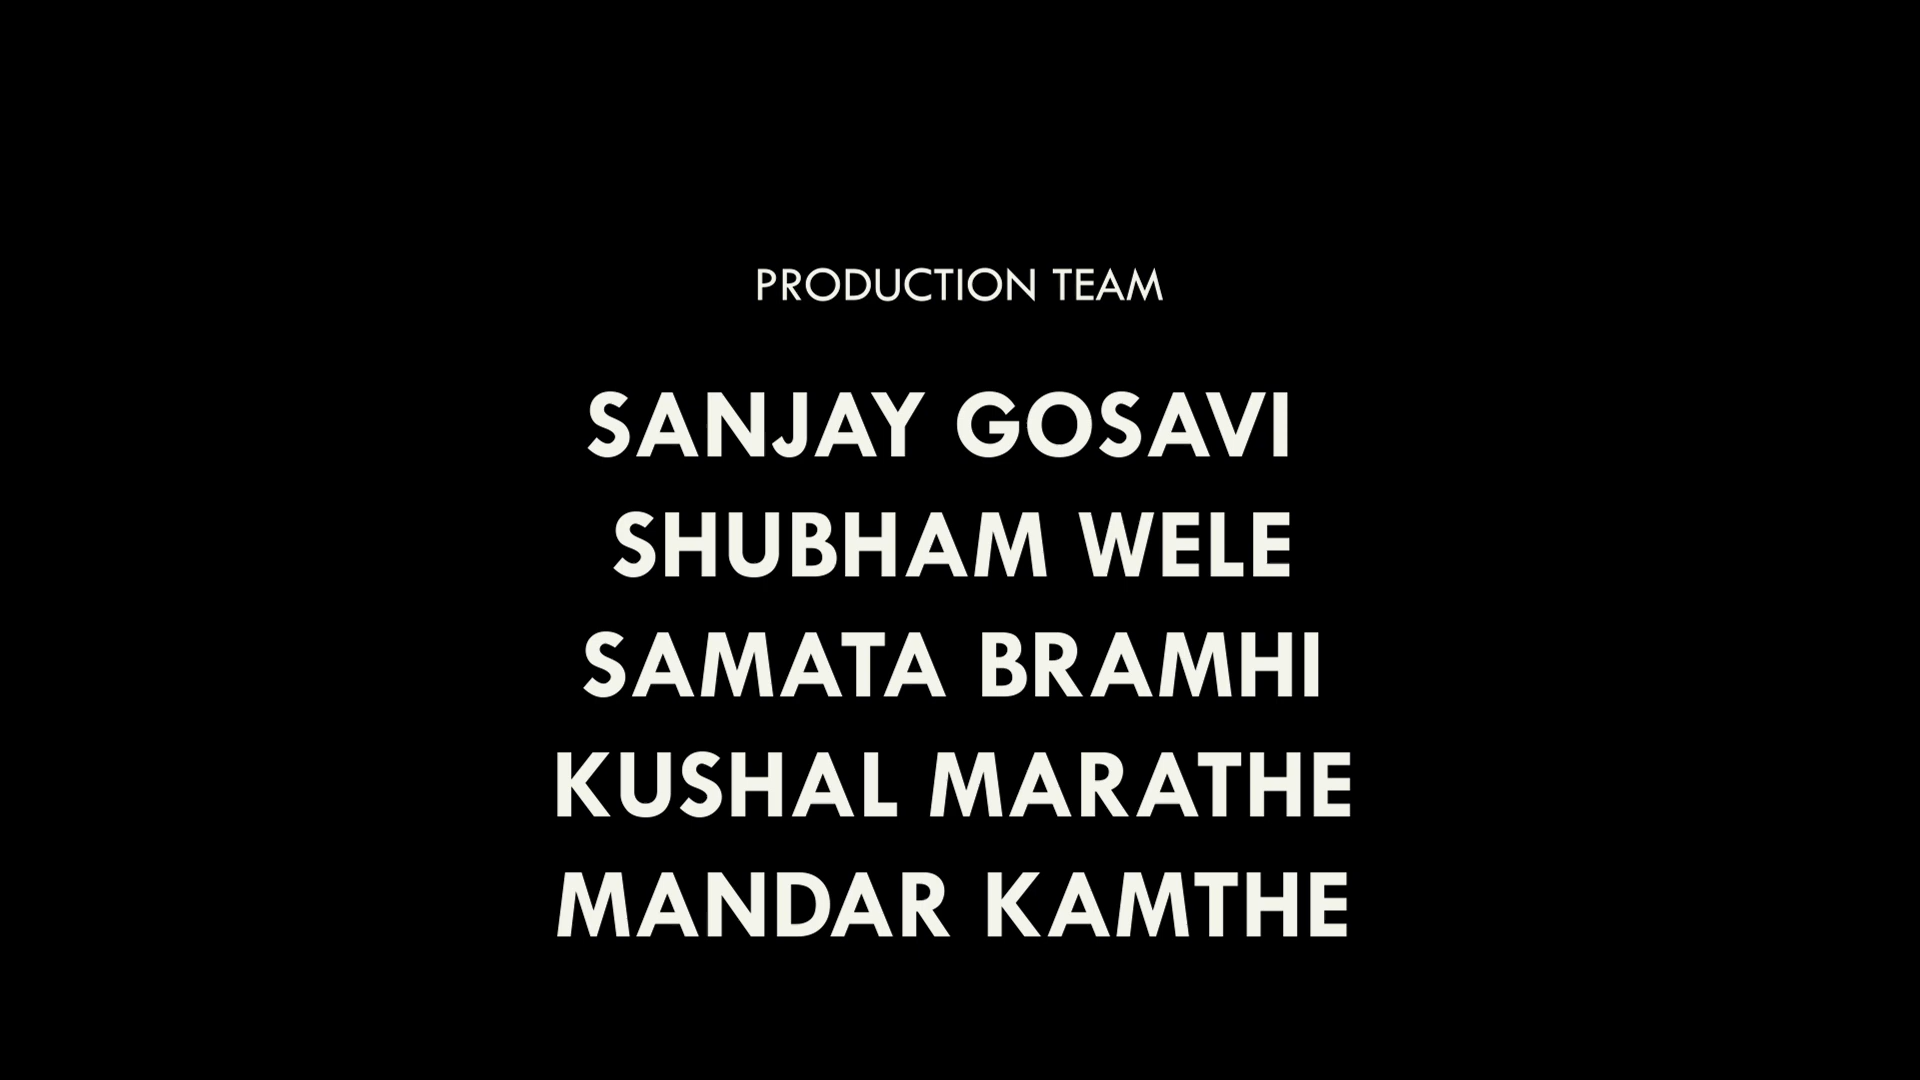 PRODUCTION TEAM
SANJAY GOSAVI
SHUBHAM WELE
SAMATA BRAMHI
KUSHAL MARATHE
MANDAR KAMTHE